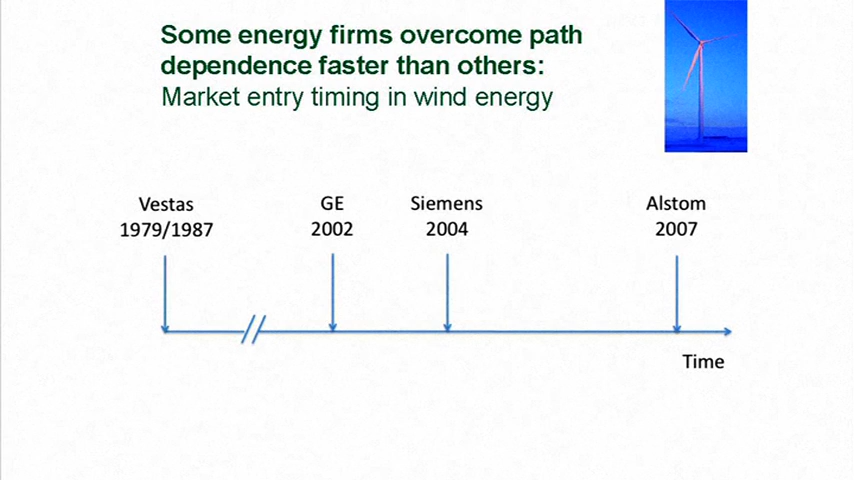 Some energy firms overcome path
dependence faster than others:
Market entry timing in wind energy
Vestas
1979/1987
GE
2002
Siemens
2004
Alstom
2007
Time